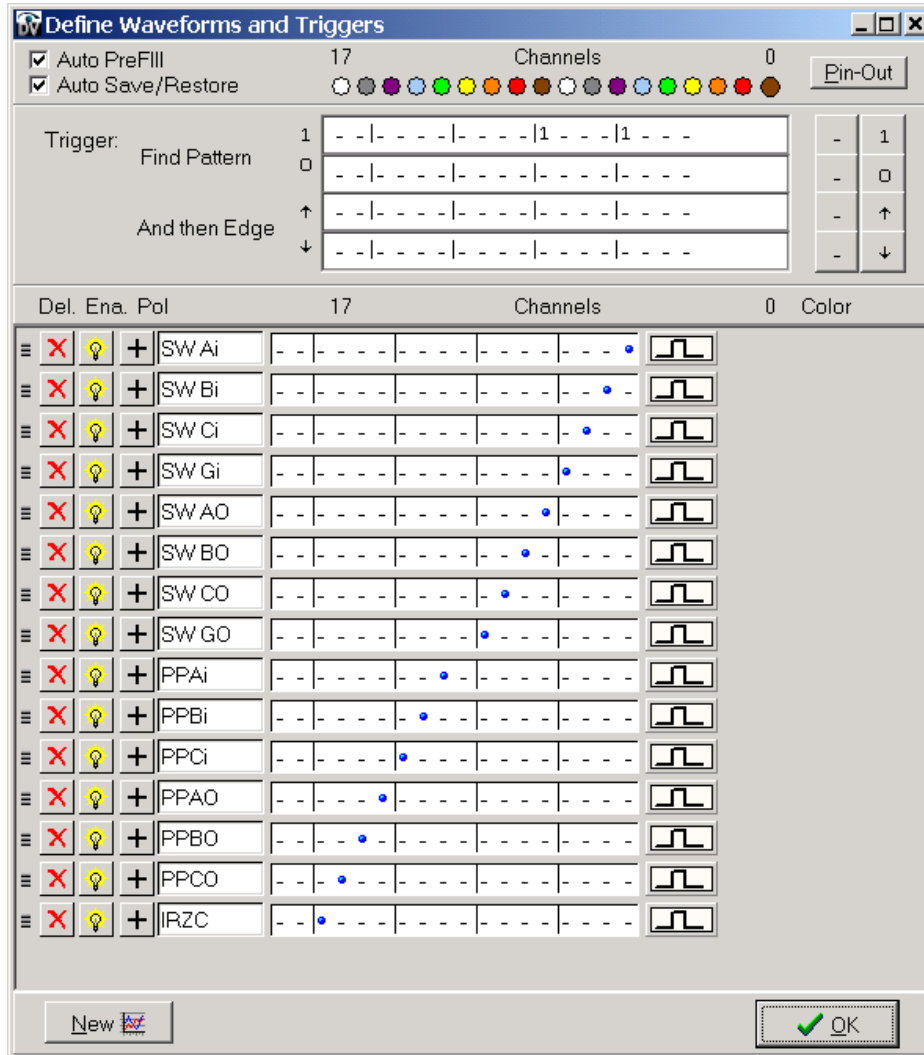 DV Define Waveforms and Triggers
Auto PreFIll 17 Channels 0 Pin-Out
Auto Save/Restore
Trigger: Find Pattern 1 - -|- - - -|- - - -|1 - - -|1 - - - - 1
0 - -|- - - -|- - - -|- - - -|- - - - - 0
And then Edge ↑ - -|- - - -|- - - -|- - - -|- - - - - ↑
↓ - -|- - - -|- - - -|- - - -|- - - - - ↓
Del. Ena. Pol 17 Channels 0 Color
SW Ai
SW Bi
SW Ci
SW Gi
SW AO
SW BO
SW CO
SW GO
PPAi
PPBi
PPCi
PPAO
PPBO
PPCO
IRZC
New OK